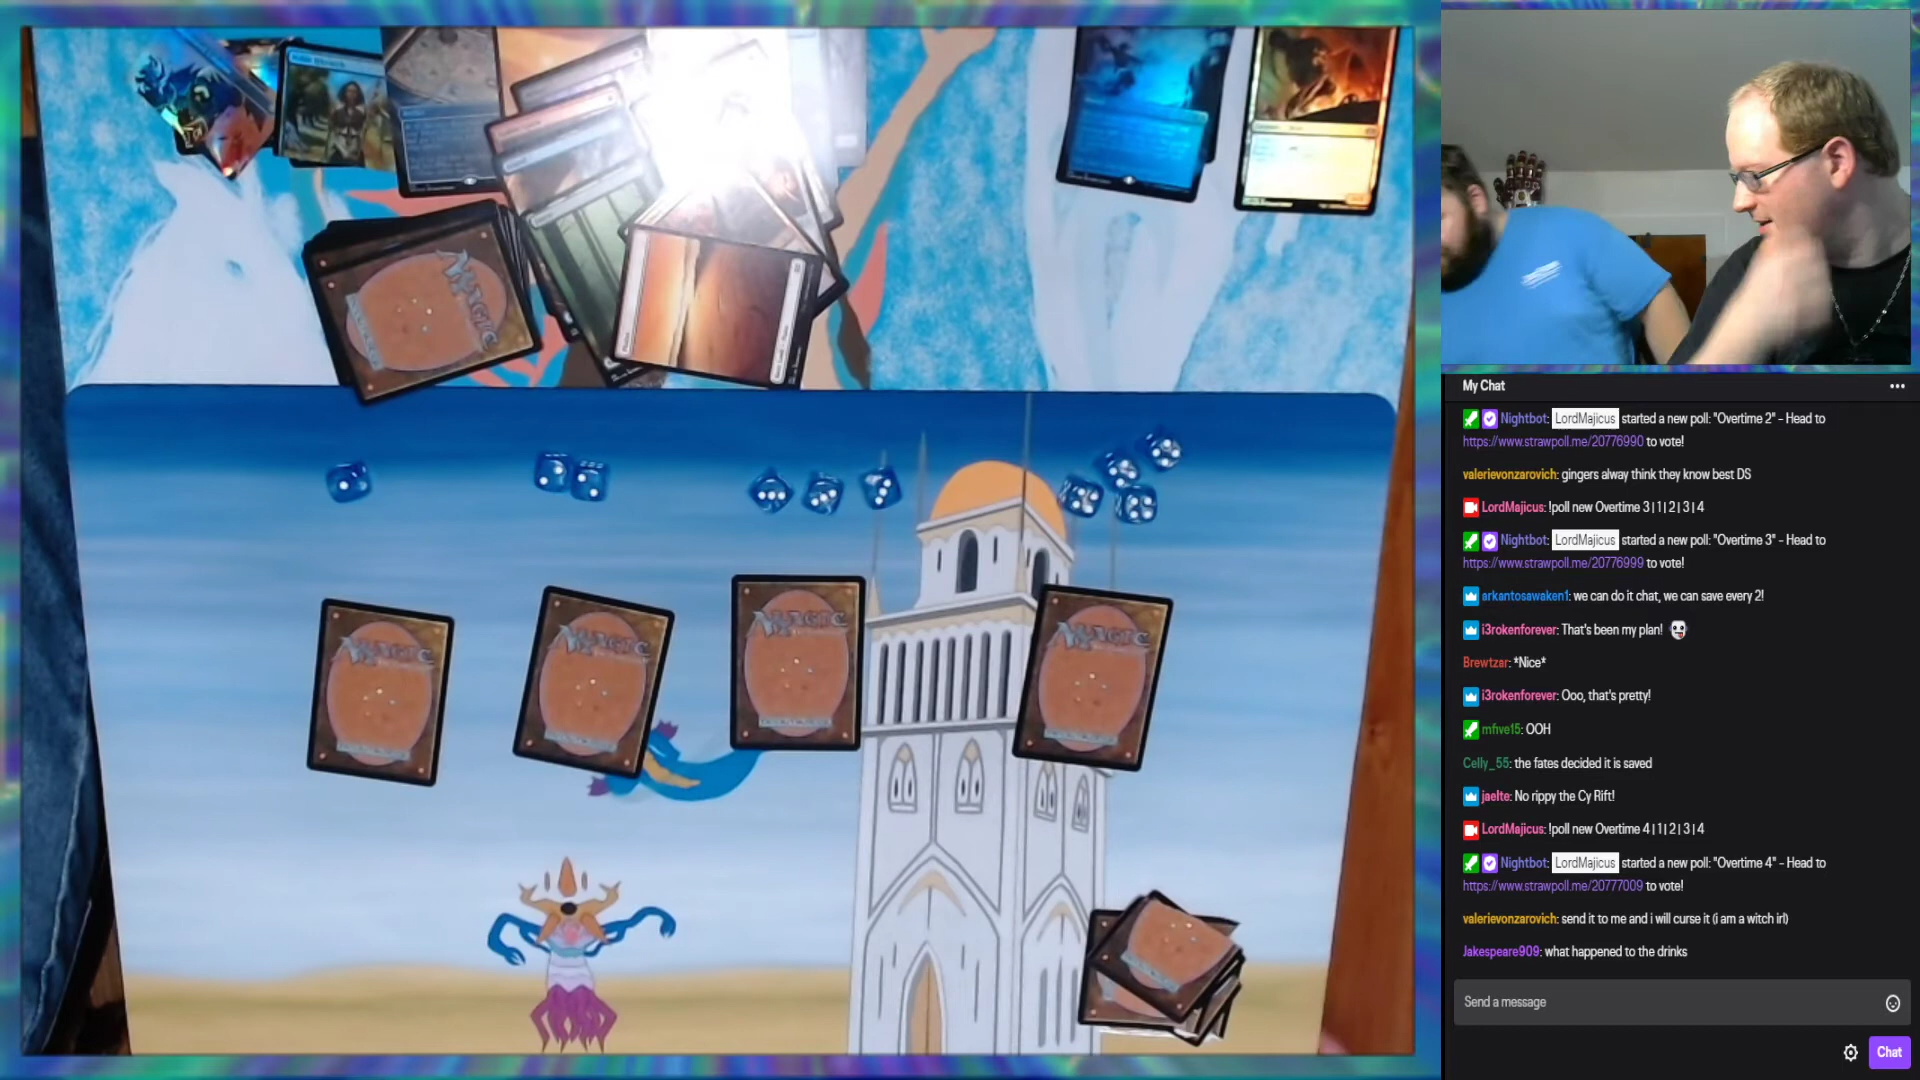 MAGIC
MAGIC
MAGIC
MAGIC
MAGIC
My Chat
Nightbot: LordMajicus started a new poll: "Overtime 2" - Head to
https://www.strawpoll.me/20776990 to vote!
valerievonzarovich: gingers alway think they know best DS
LordMajicus: !poll new Overtime 3 | 1 | 2 | 3 | 4
Nightbot: LordMajicus started a new poll: "Overtime 3" - Head to
https://www.strawpoll.me/20776999 to vote!
arkantosawaken1: we can do it chat, we can save every 2!
i3rokenforever: That's been my plan!
Brewtzar: *Nice*
i3rokenforever: Ooo, that's pretty!
mfive15: OOH
Celly_55: the fates decided it is saved
jaelte: No rippy the Cy Rift!
LordMajicus: !poll new Overtime 4 | 1 | 2 | 3 | 4
Nightbot: LordMajicus started a new poll: "Overtime 4" - Head to
https://www.strawpoll.me/20777009 to vote!
valerievonzarovich: send it to me and i will curse it (i am a witch irl)
Jakespeare909: what happened to the drinks
Send a message
Chat